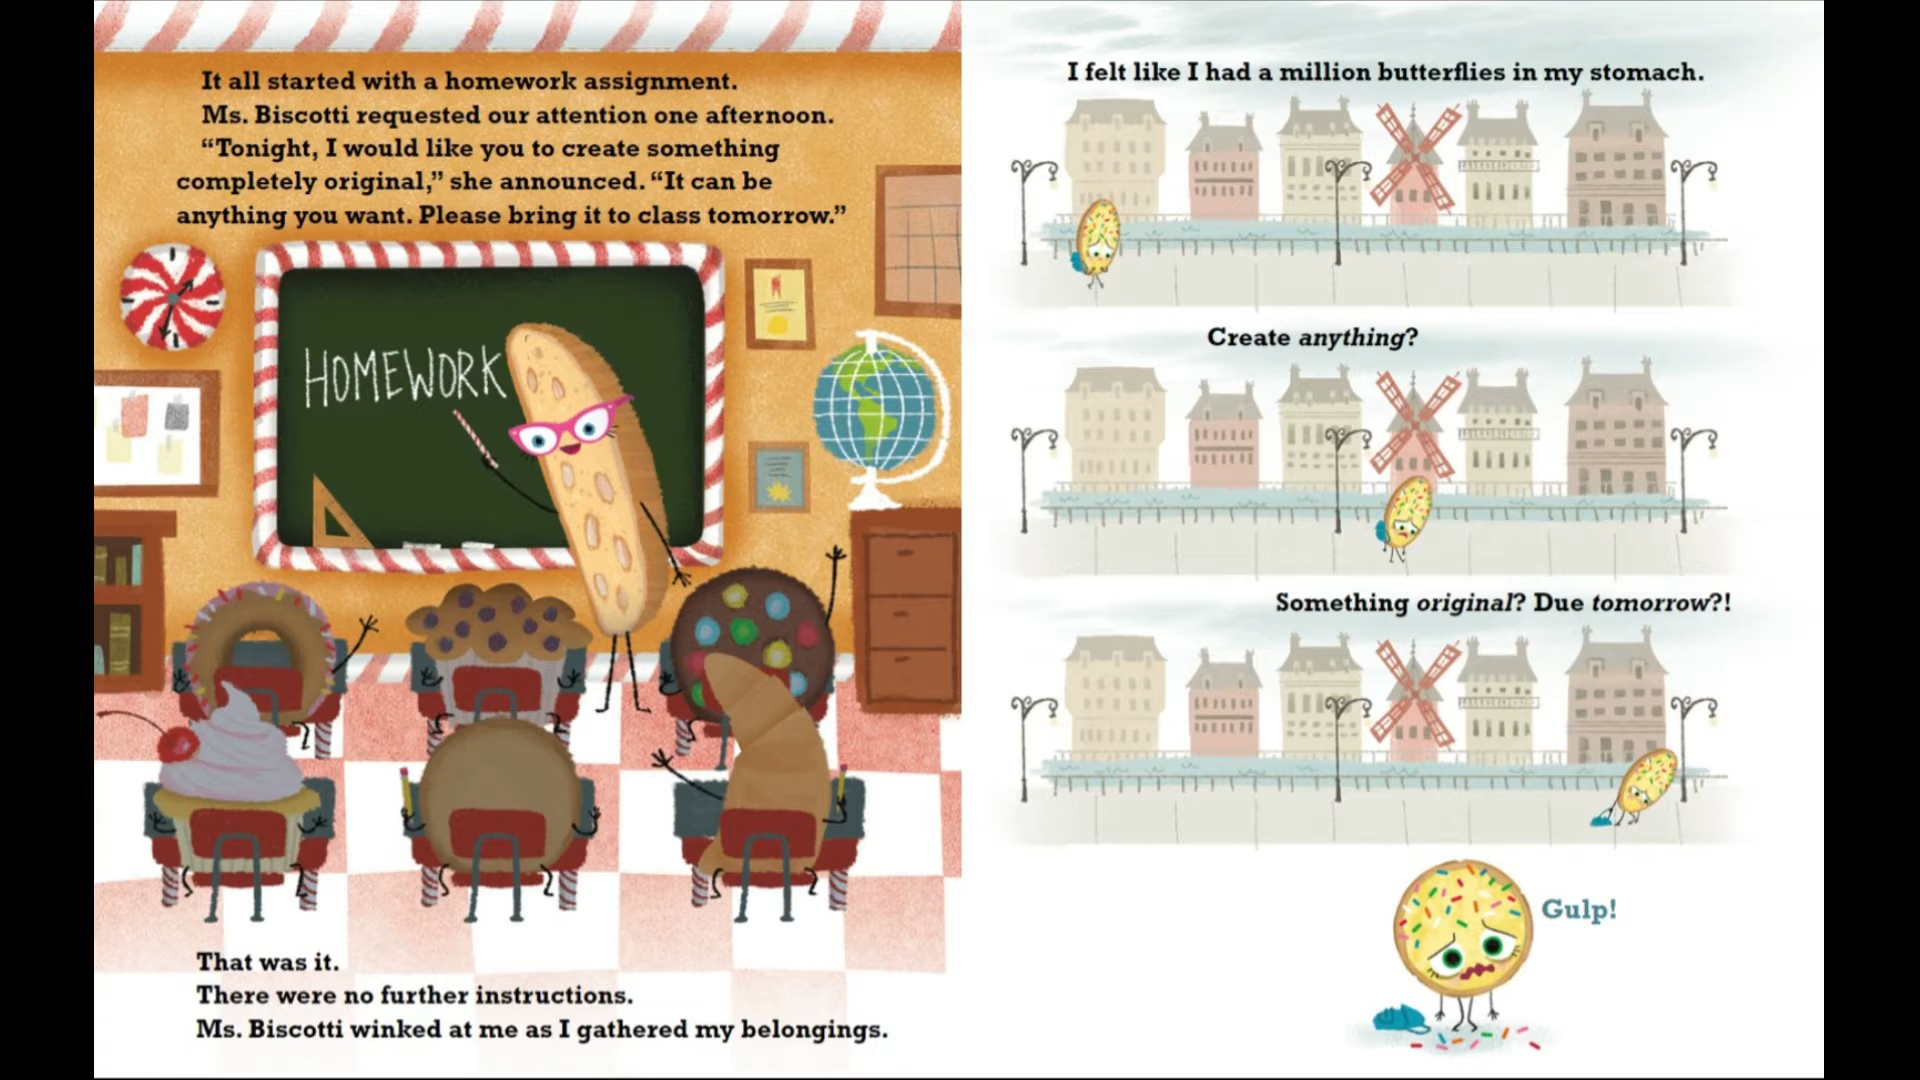 It all started with a homework assignment.
Ms. Biscotti requested our attention one afternoon.
“Tonight, I would like you to create something
completely original,” she announced. “It can be
anything you want. Please bring it to class tomorrow.”
HOMEWORK
That was it.
There were no further instructions.
Ms. Biscotti winked at me as I gathered my belongings.
I felt like I had a million butterflies in my stomach.
Create anything?
Something original? Due tomorrow?!
Gulp!